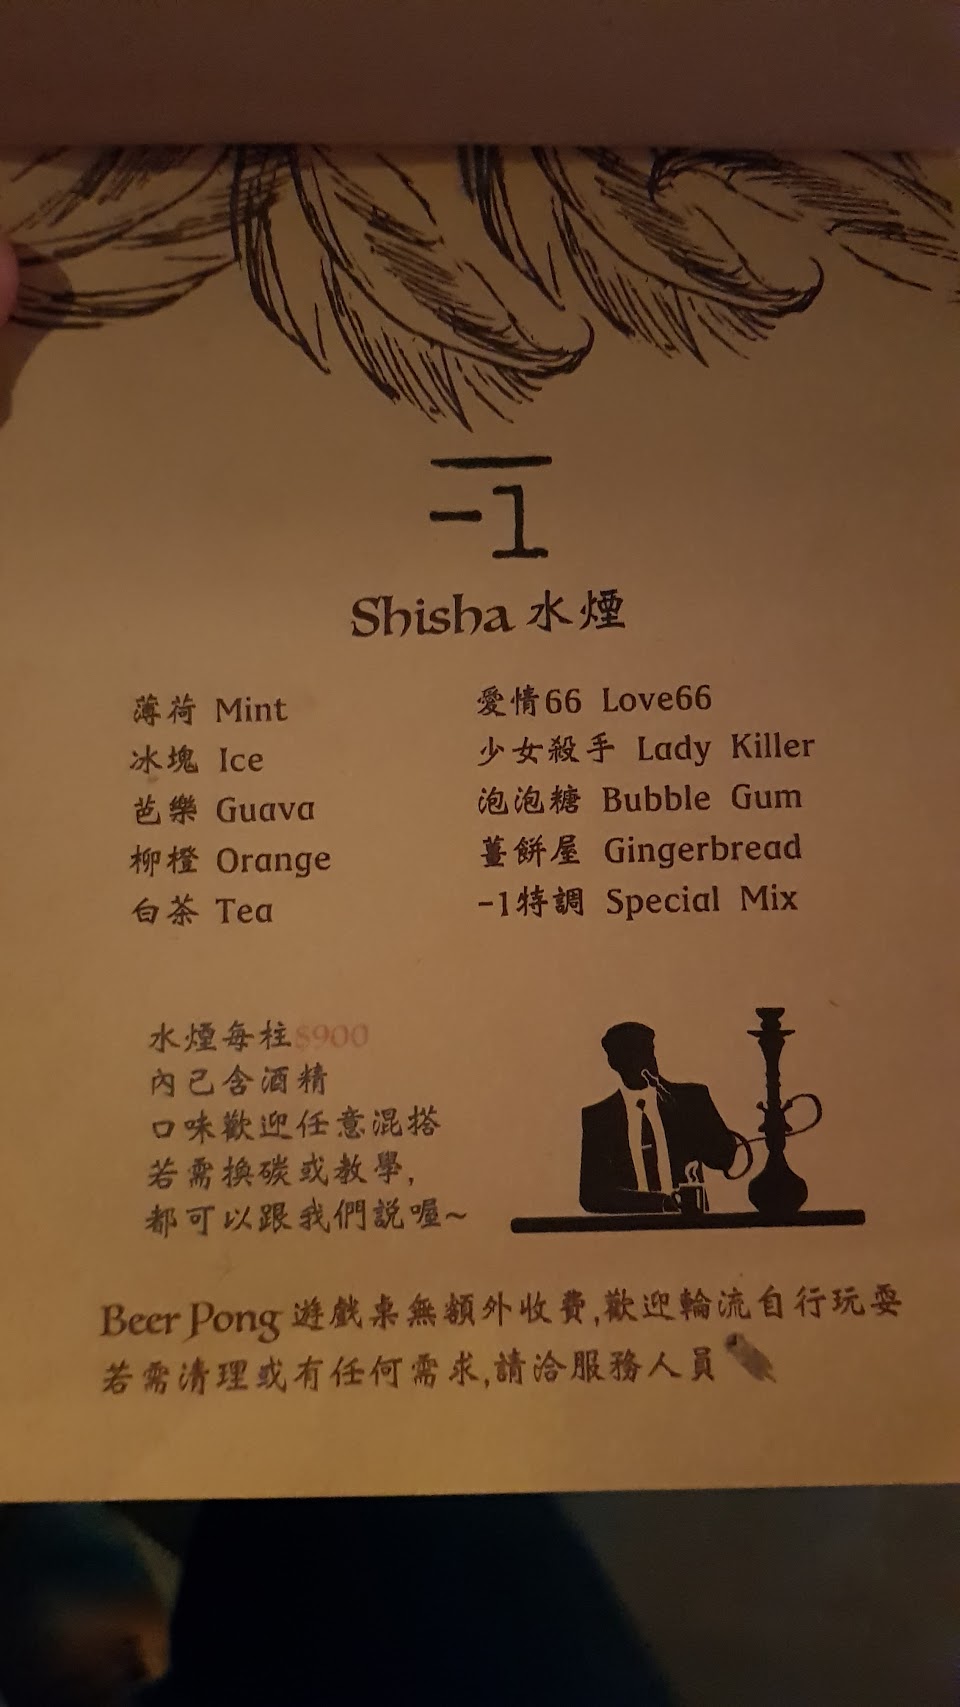 -1
Shisha 水煙
薄荷 Mint
冰塊 Ice
芭樂 Guava
柳橙 Orange
白茶 Tea
愛情66 Love66
少女殺手 Lady Killer
泡泡糖 Bubble Gum
薑餅屋 Gingerbread
-1特調 Special Mix
水煙每柱$900
內已含酒精
口味歡迎任意混搭
若需換碳或教學,
都可以跟我們說喔~
Beer Pong 遊戲桌無額外收費,歡迎輪流自行玩耍
若需清理或有任何需求,請洽服務人員